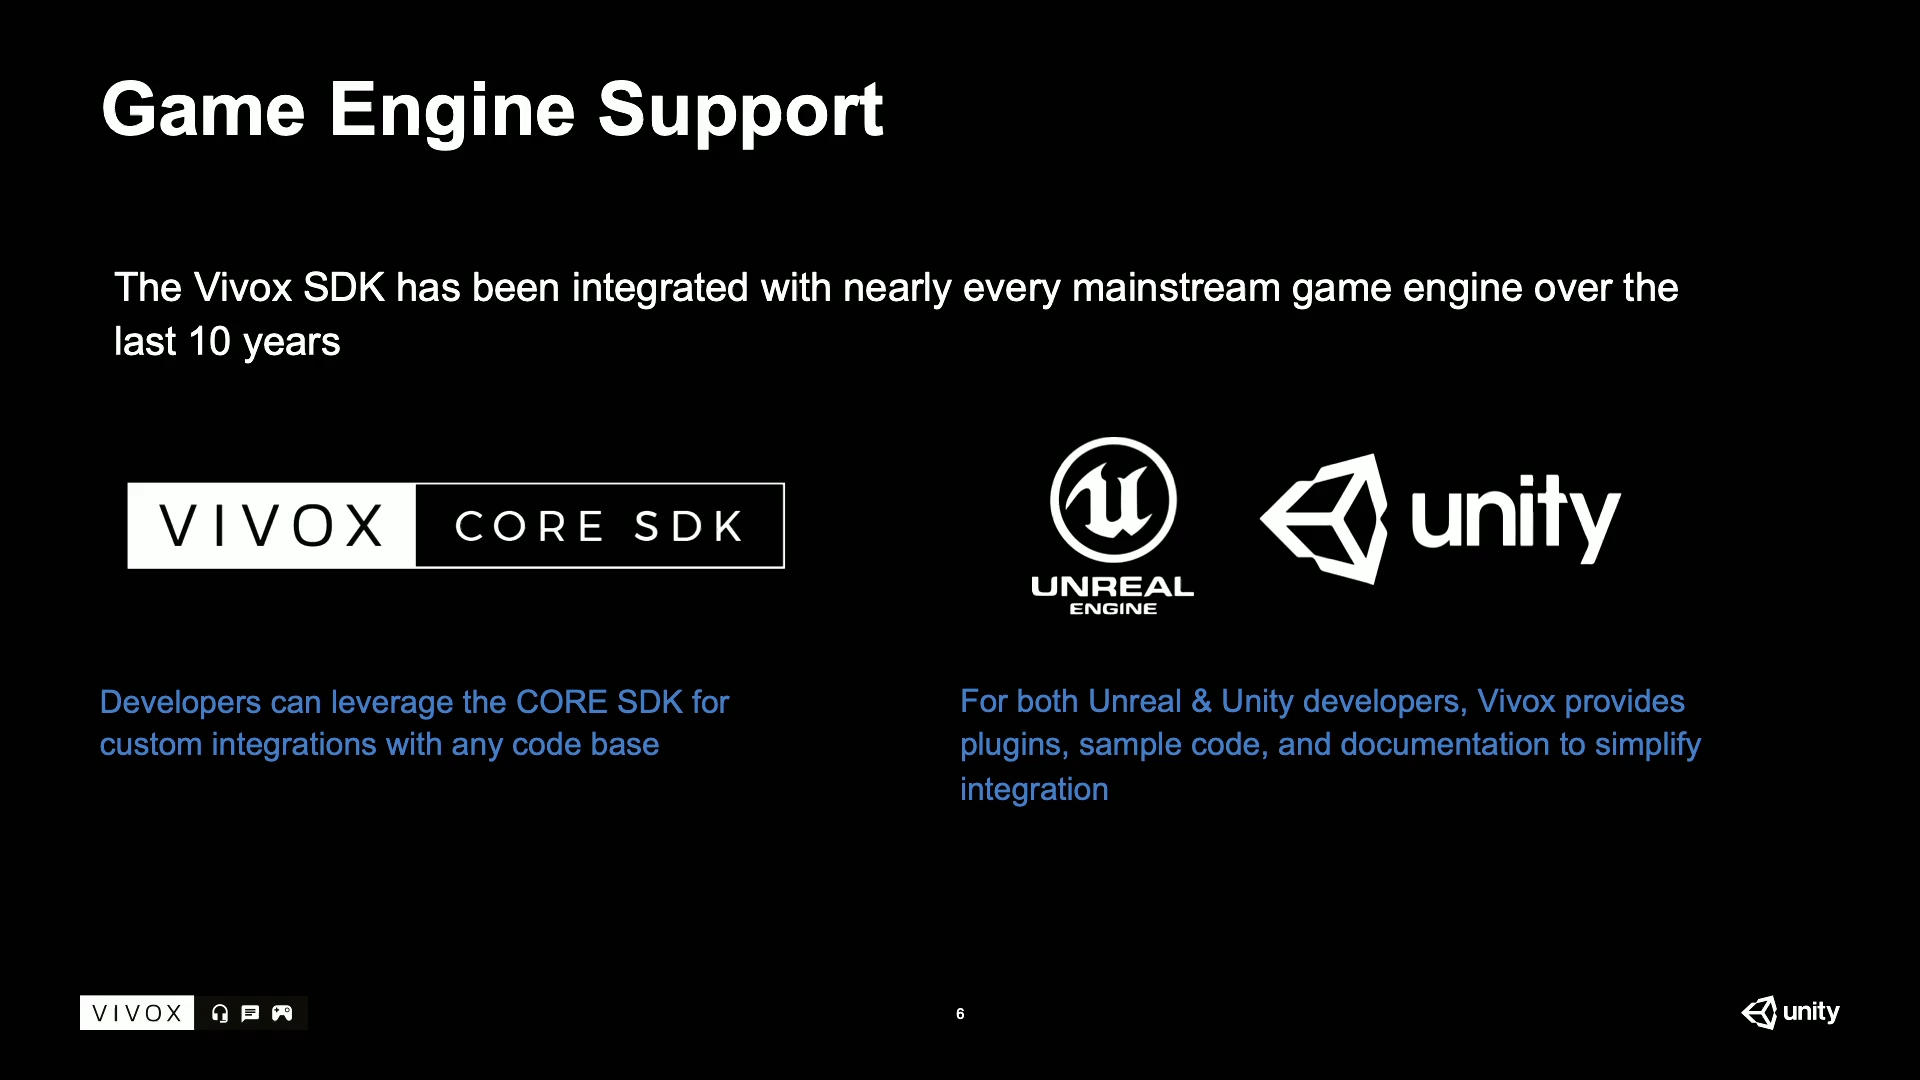 Game Engine Support
The Vivox SDK has been integrated with nearly every mainstream game engine over the
last 10 years
VIVOX CORE SDK
UNREAL
ENGINE
unity
Developers can leverage the CORE SDK for
custom integrations with any code base
For both Unreal & Unity developers, Vivox provides
plugins, sample code, and documentation to simplify
integration
VIVOX
6
unity